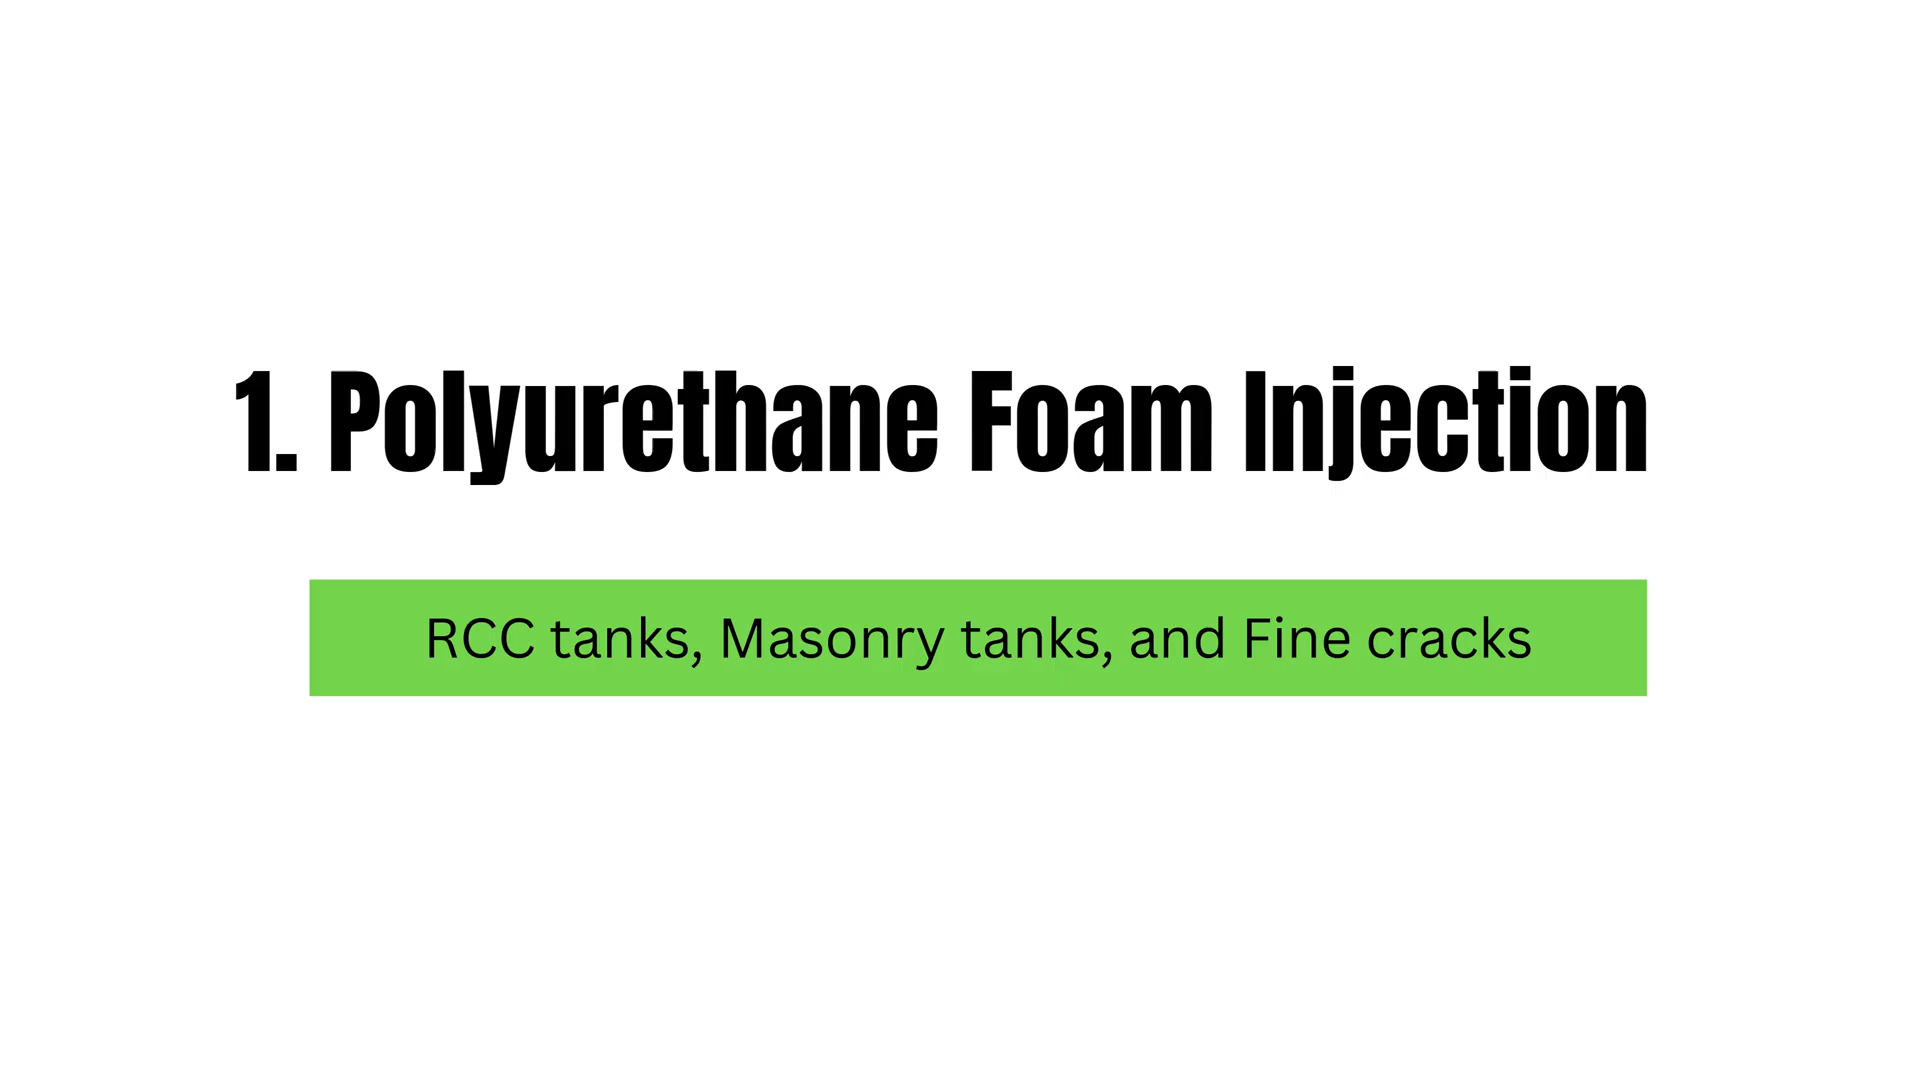 1. Polyurethane Foam Injection
RCC tanks, Masonry tanks, and Fine cracks